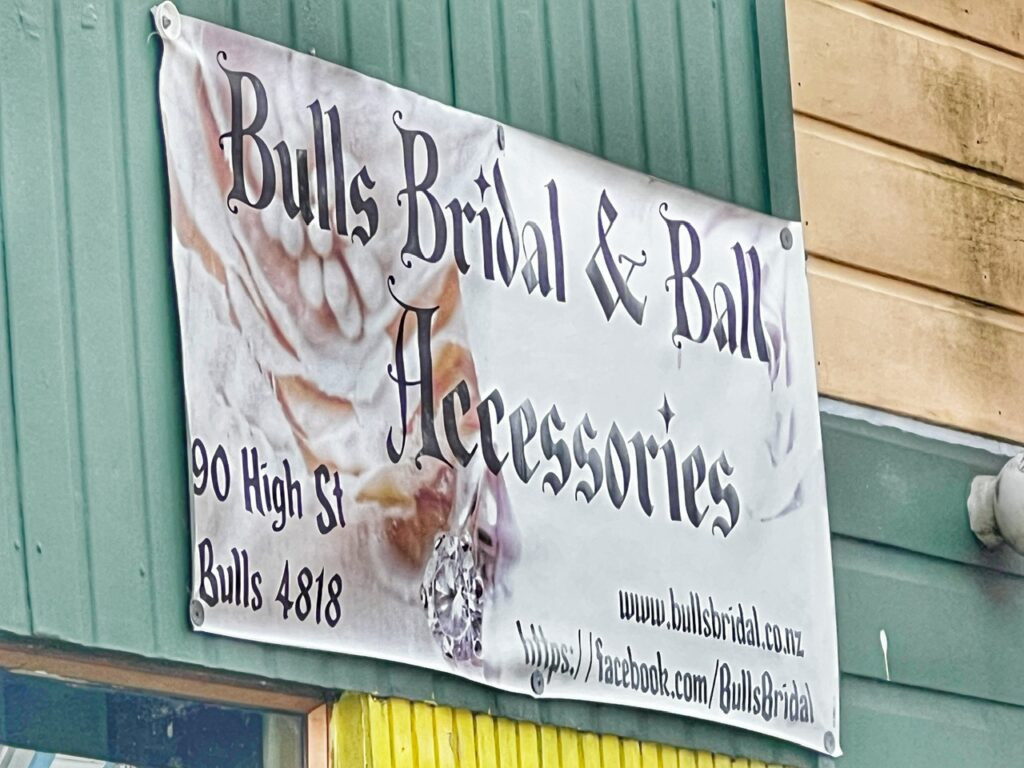 Bulls Bridal & Ball
Accessories
90 High St
Bulls 4818
www.bullsbridal.co.nz
https://facebook.com/BullsBridal